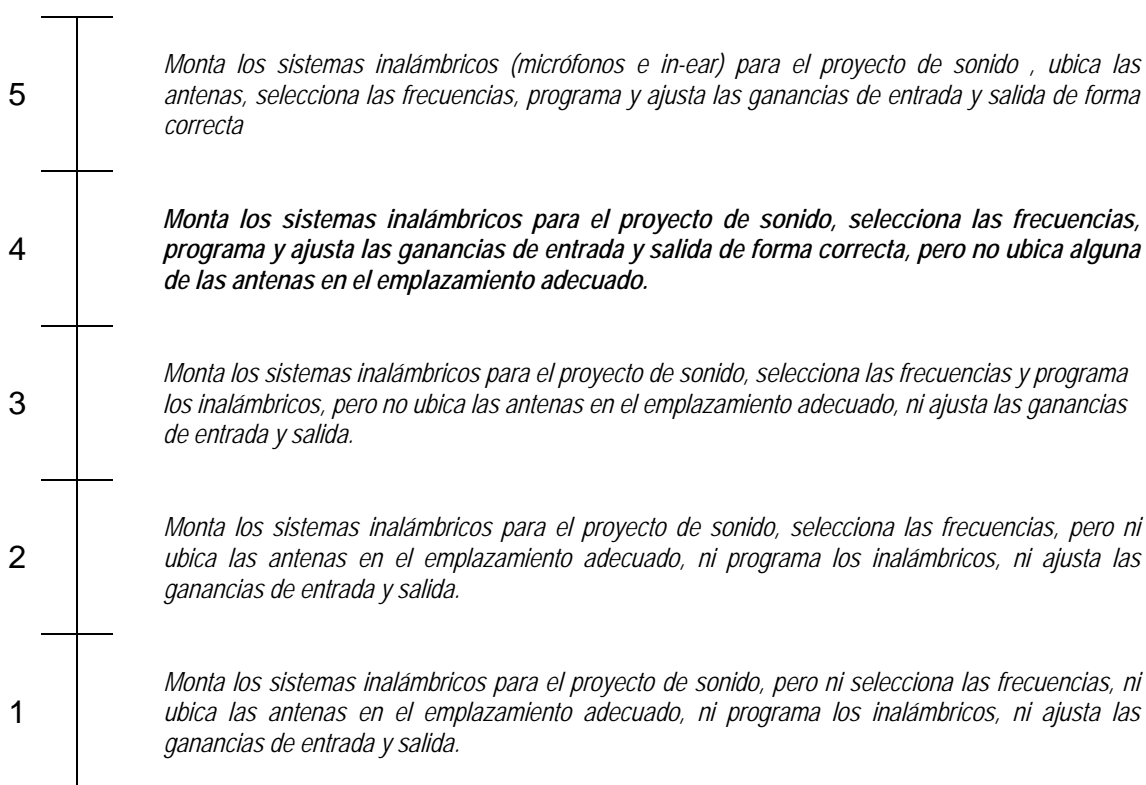 5
Monta los sistemas inalámbricos (micrófonos e in-ear) para el proyecto de sonido , ubica las
antenas, selecciona las frecuencias, programa y ajusta las ganancias de entrada y salida de forma
correcta
4
Monta los sistemas inalámbricos para el proyecto de sonido, selecciona las frecuencias,
programa y ajusta las ganancias de entrada y salida de forma correcta, pero no ubica alguna
de las antenas en el emplazamiento adecuado.
3
Monta los sistemas inalámbricos para el proyecto de sonido, selecciona las frecuencias y programa
los inalámbricos, pero no ubica las antenas en el emplazamiento adecuado, ni ajusta las ganancias
de entrada y salida.
2
Monta los sistemas inalámbricos para el proyecto de sonido, selecciona las frecuencias, pero ni
ubica las antenas en el emplazamiento adecuado, ni programa los inalámbricos, ni ajusta las
ganancias de entrada y salida.
1
Monta los sistemas inalámbricos para el proyecto de sonido, pero ni selecciona las frecuencias, ni
ubica las antenas en el emplazamiento adecuado, ni programa los inalámbricos, ni ajusta las
ganancias de entrada y salida.